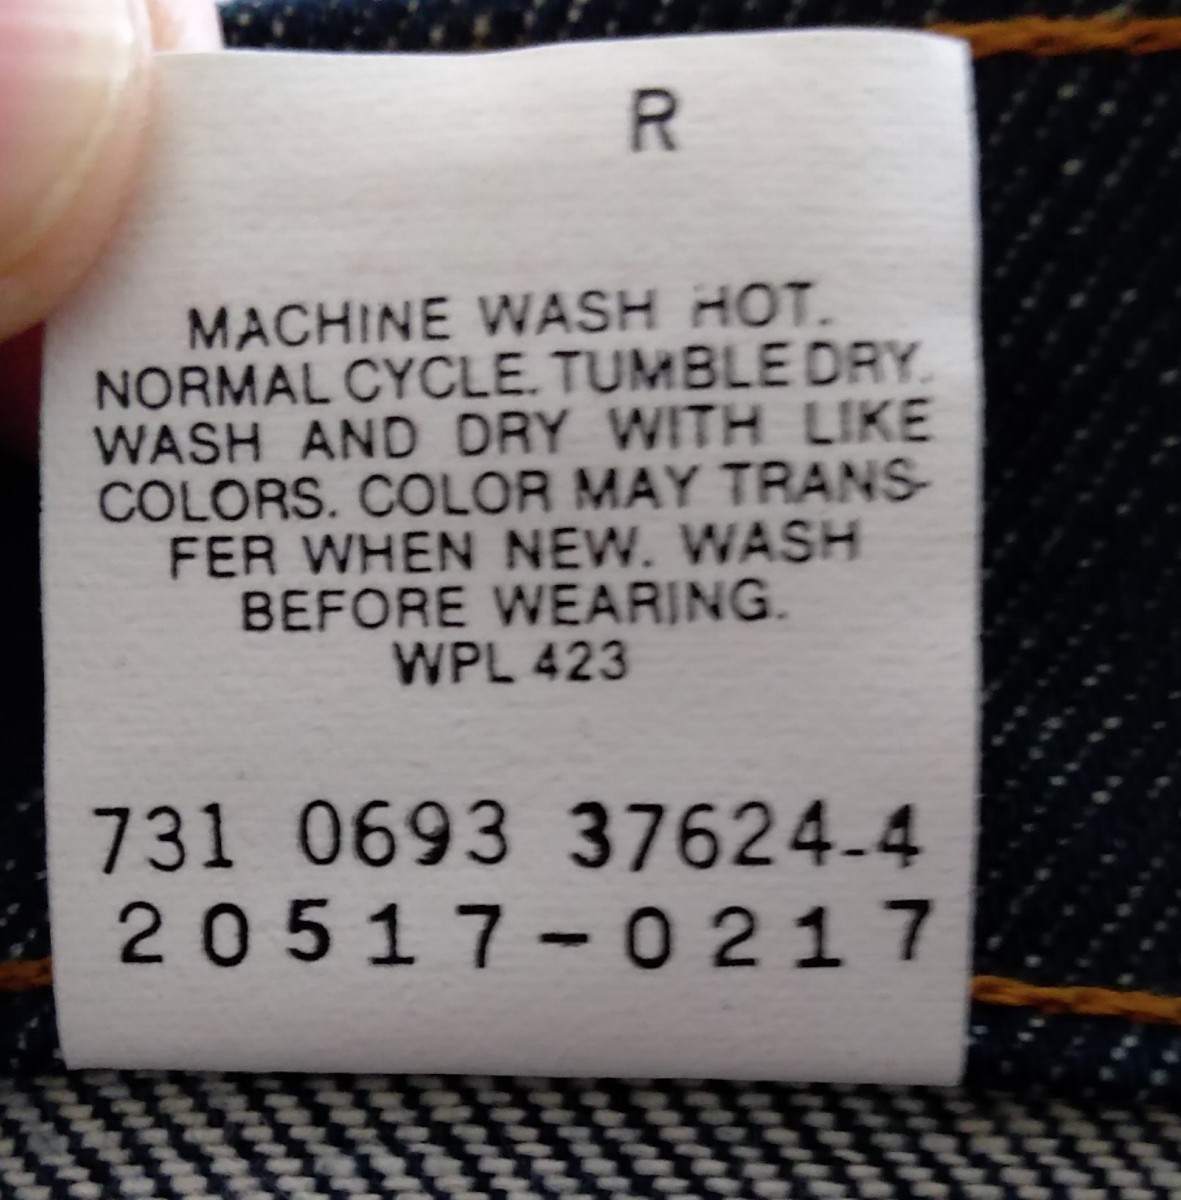 R
MACHINE WASH HOT.
NORMAL CYCLE. TUMBLE DRY.
WASH AND DRY WITH LIKE
COLORS. COLOR MAY TRANS-
FER WHEN NEW. WASH
BEFORE WEARING.
WPL 423
731 0693 37624-4
20517-0217